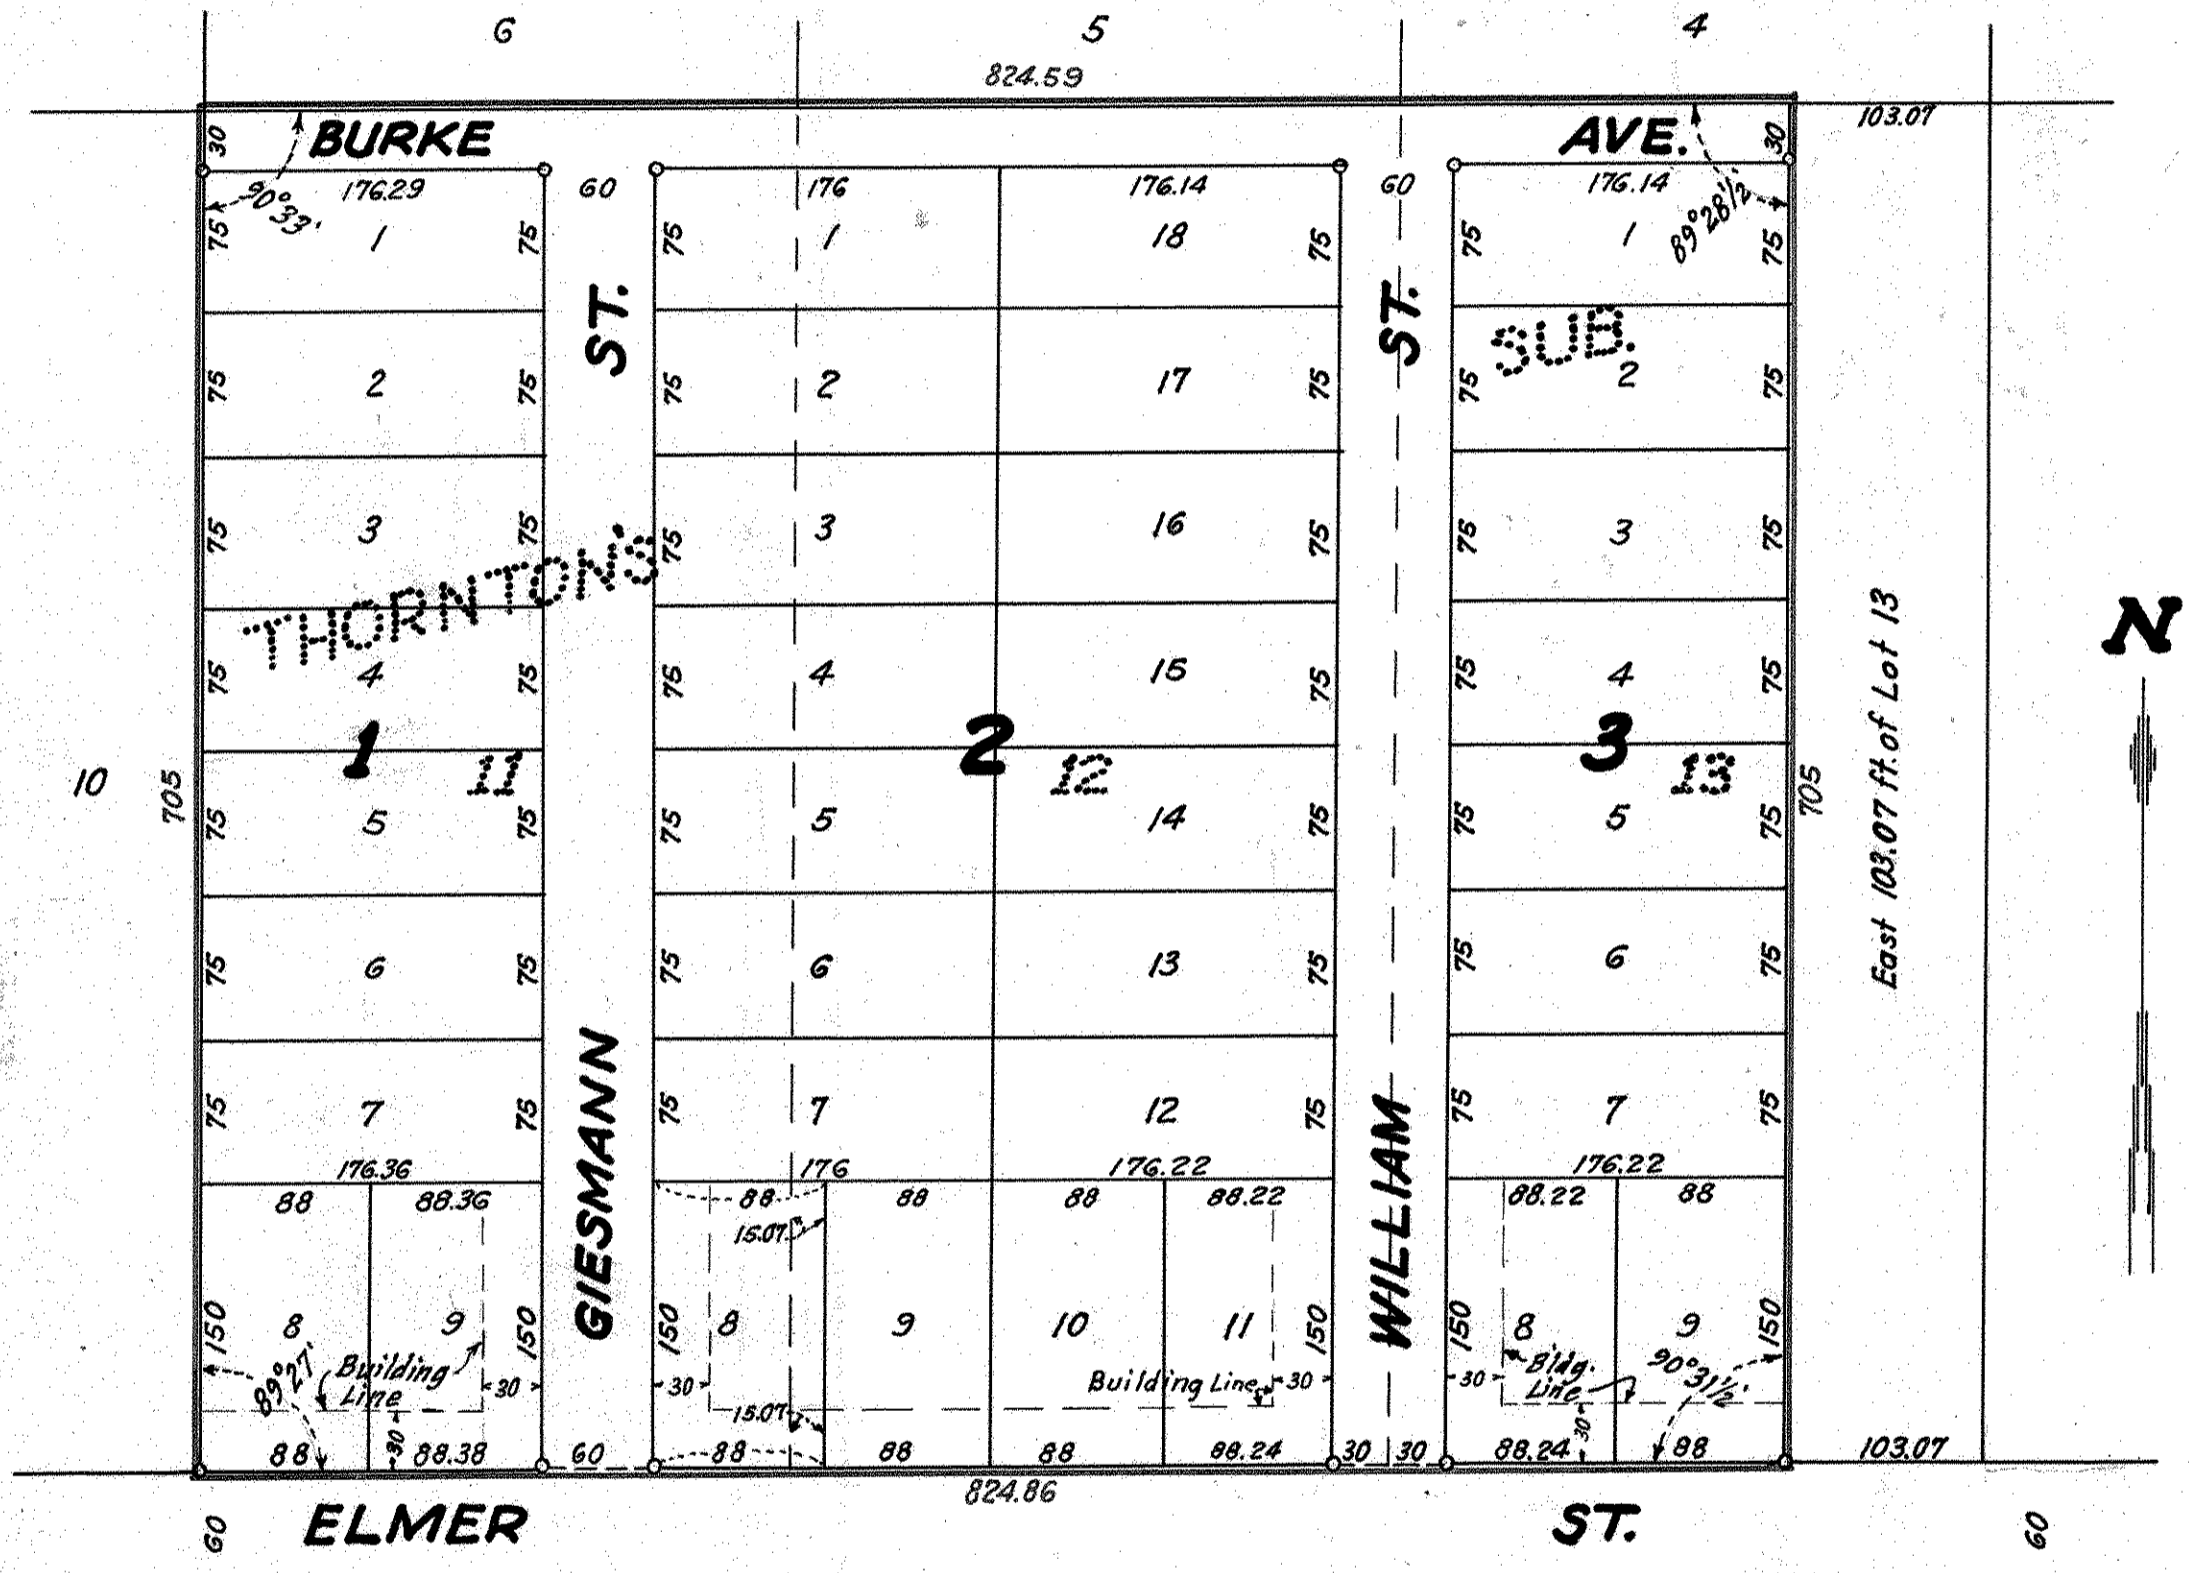 6 5 4
824.59
30 BURKE AVE. 30 103.07
90°33' 176.29 60 176 176.14 60 176.14 89°28½'
75 1 75 75 1 18 75 75 1 75
ST. ST. SUB.
75 2 75 75 2 17 75 75 2 75
75 3 75 75 3 16 75 75 3 75
THORNTON'S
N
75 4 75 75 4 15 75 75 4 75
1 2 3
10 705 11 12 13 705
East 103.07 ft. of Lot 13
75 5 75 75 5 14 75 75 5 75
75 6 75 75 6 13 75 75 6 75
GIESMANN
WILLIAM
75 7 75 75 7 12 75 75 7 75
176.36 176 176.22 176.22
88 88.36 88 88 88 88.22 88.22 88
15.07
150 8 9 150 150 8 9 10 11 150 150 8 9 150
89°27' Building Line 30 30 Building Line 30 30 Bldg. Line 90°31½'
15.07
88 30 88.38 60 88 88 88 88.24 30 30 88.24 30 88 103.07
824.86
60 ELMER ST. 60